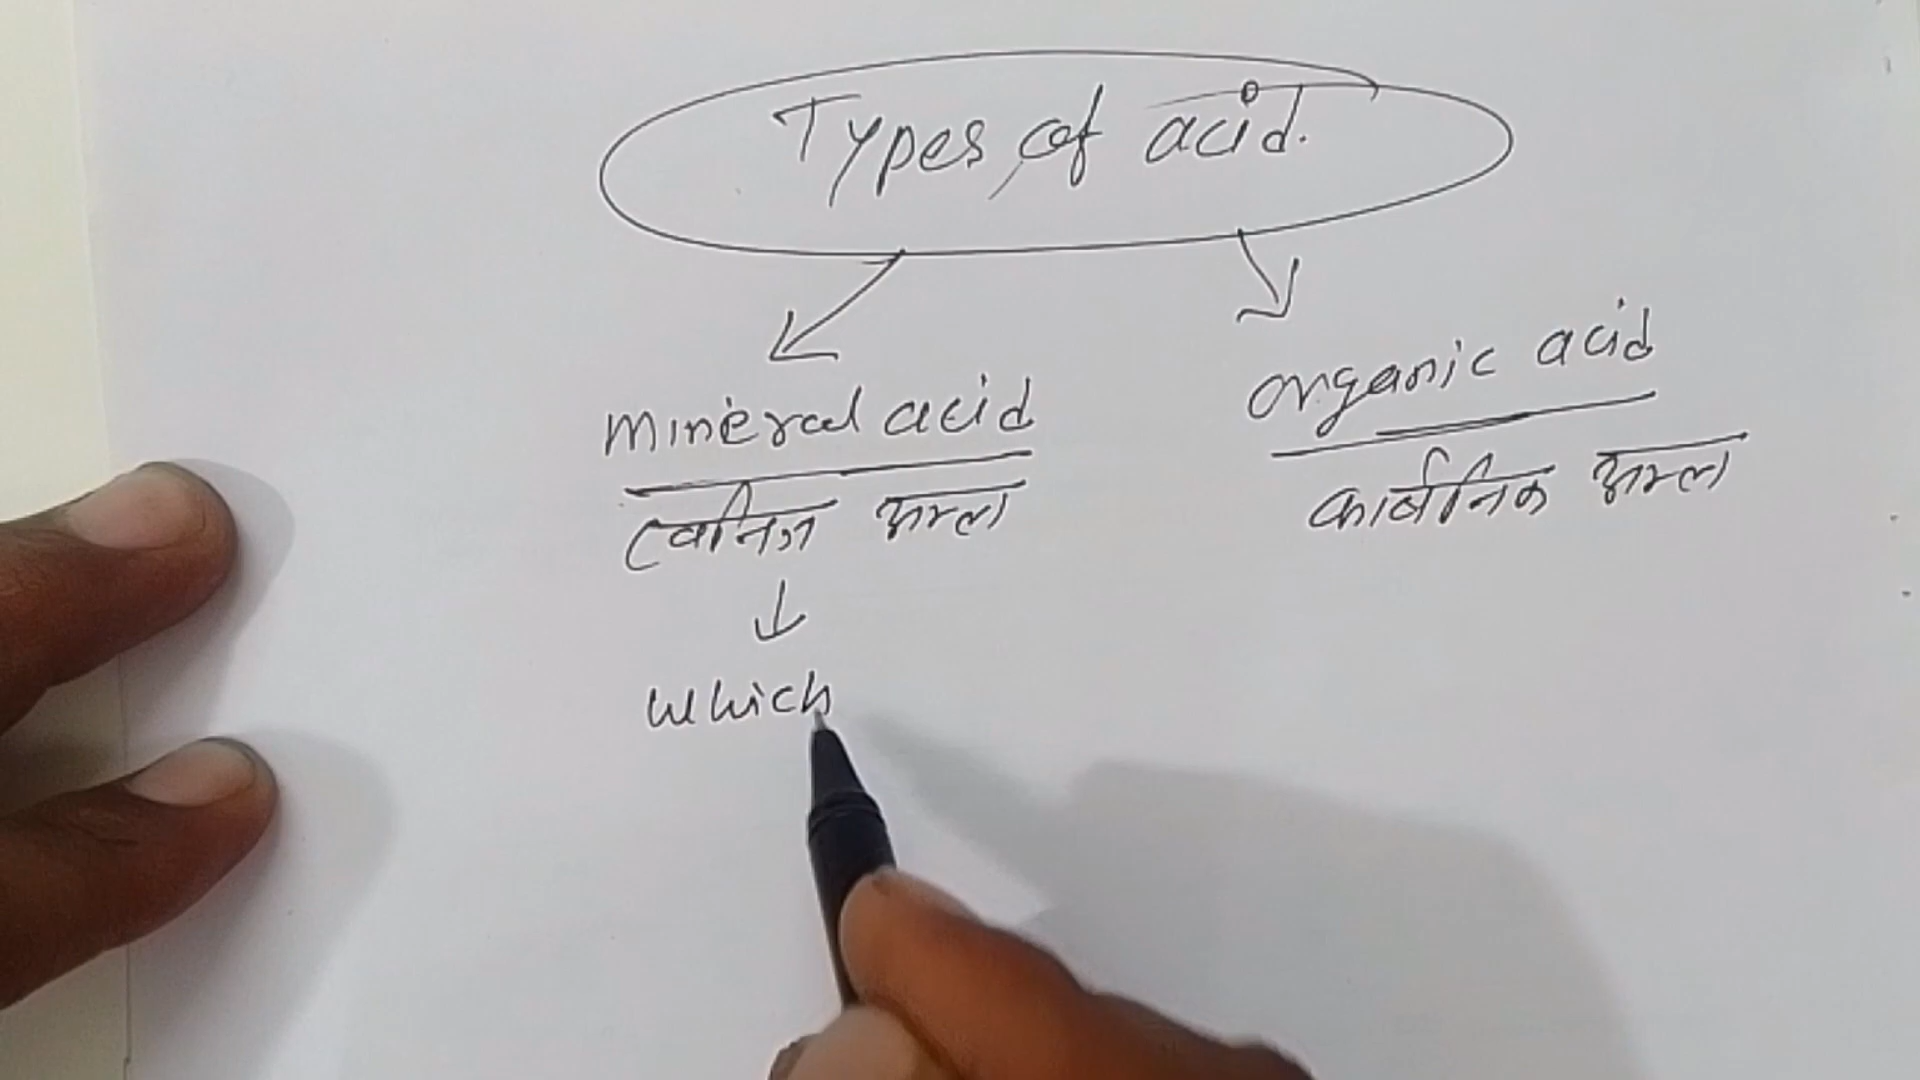 Types of acid.
mineral acid
खनिज अम्ल
which
organic acid
कार्बनिक अम्ल